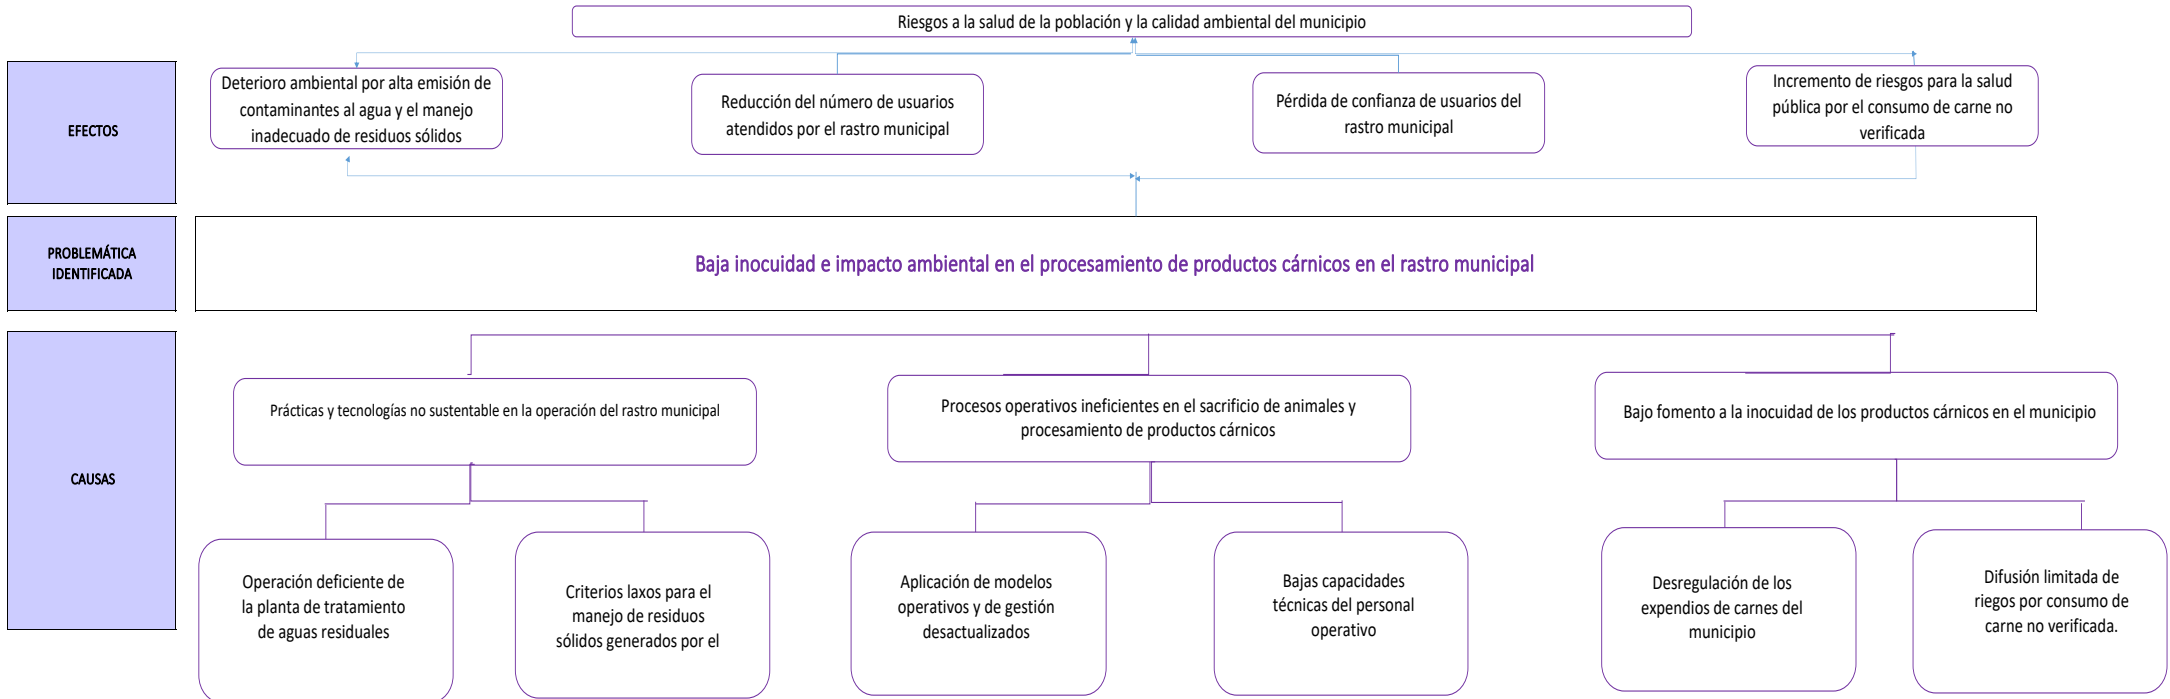 Riesgos a la salud de la población y la calidad ambiental del municipio
EFECTOS
Deterioro ambiental por alta emisión de
contaminantes al agua y el manejo
inadecuado de residuos sólidos
Reducción del número de usuarios
atendidos por el rastro municipal
Pérdida de confianza de usuarios del
rastro municipal
Incremento de riesgos para la salud
pública por el consumo de carne no
verificada
PROBLEMÁTICA
IDENTIFICADA
Baja inocuidad e impacto ambiental en el procesamiento de productos cárnicos en el rastro municipal
CAUSAS
Prácticas y tecnologías no sustentable en la operación del rastro municipal
Procesos operativos ineficientes en el sacrificio de animales y
procesamiento de productos cárnicos
Bajo fomento a la inocuidad de los productos cárnicos en el municipio
Operación deficiente de
la planta de tratamiento
de aguas residuales
Criterios laxos para el
manejo de residuos
sólidos generados por el
Aplicación de modelos
operativos y de gestión
desactualizados
Bajas capacidades
técnicas del personal
operativo
Desregulación de los
expendios de carnes del
municipio
Difusión limitada de
riegos por consumo de
carne no verificada.